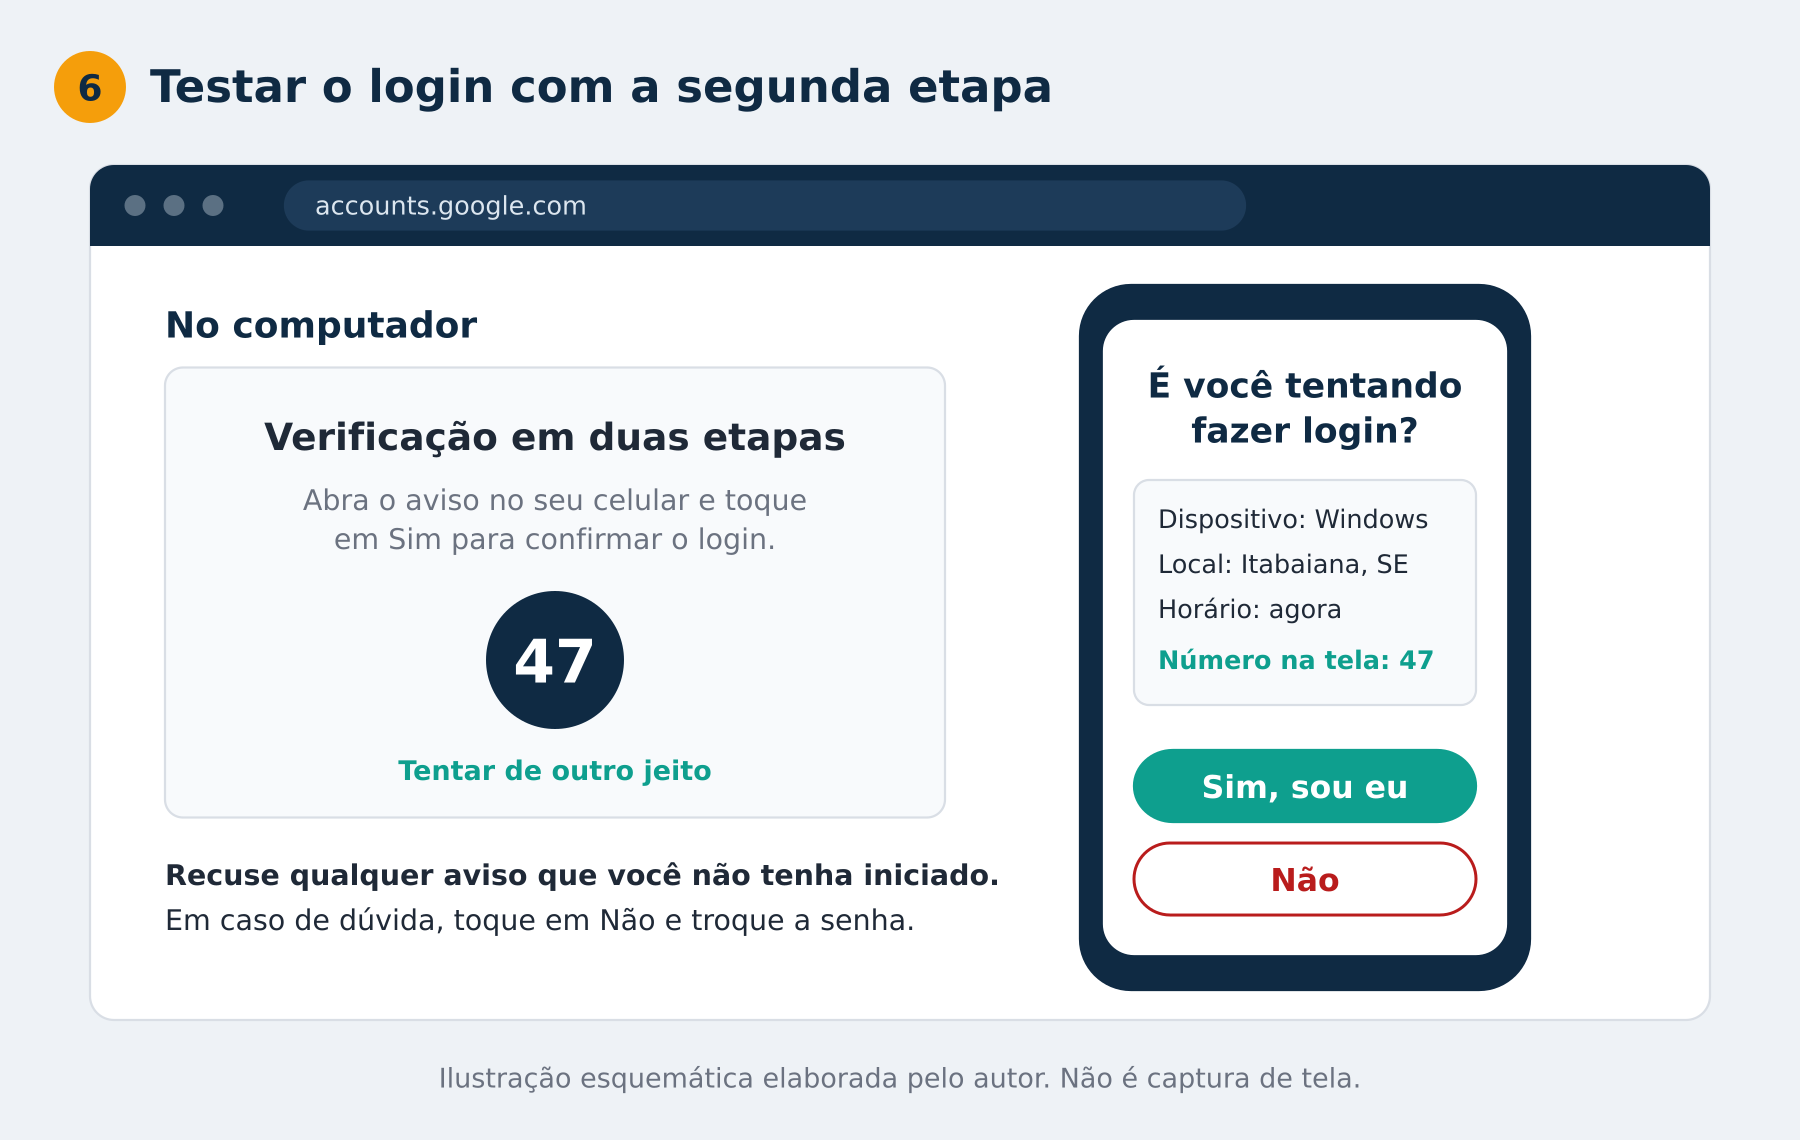 6
Testar o login com a segunda etapa
accounts.google.com
No computador
Verificação em duas etapas
Abra o aviso no seu celular e toque
em Sim para confirmar o login.
47
Tentar de outro jeito
Recuse qualquer aviso que você não tenha iniciado.
Em caso de dúvida, toque em Não e troque a senha.
É você tentando
fazer login?
Dispositivo: Windows
Local: Itabaiana, SE
Horário: agora
Número na tela: 47
Sim, sou eu
Não
Ilustração esquemática elaborada pelo autor. Não é captura de tela.